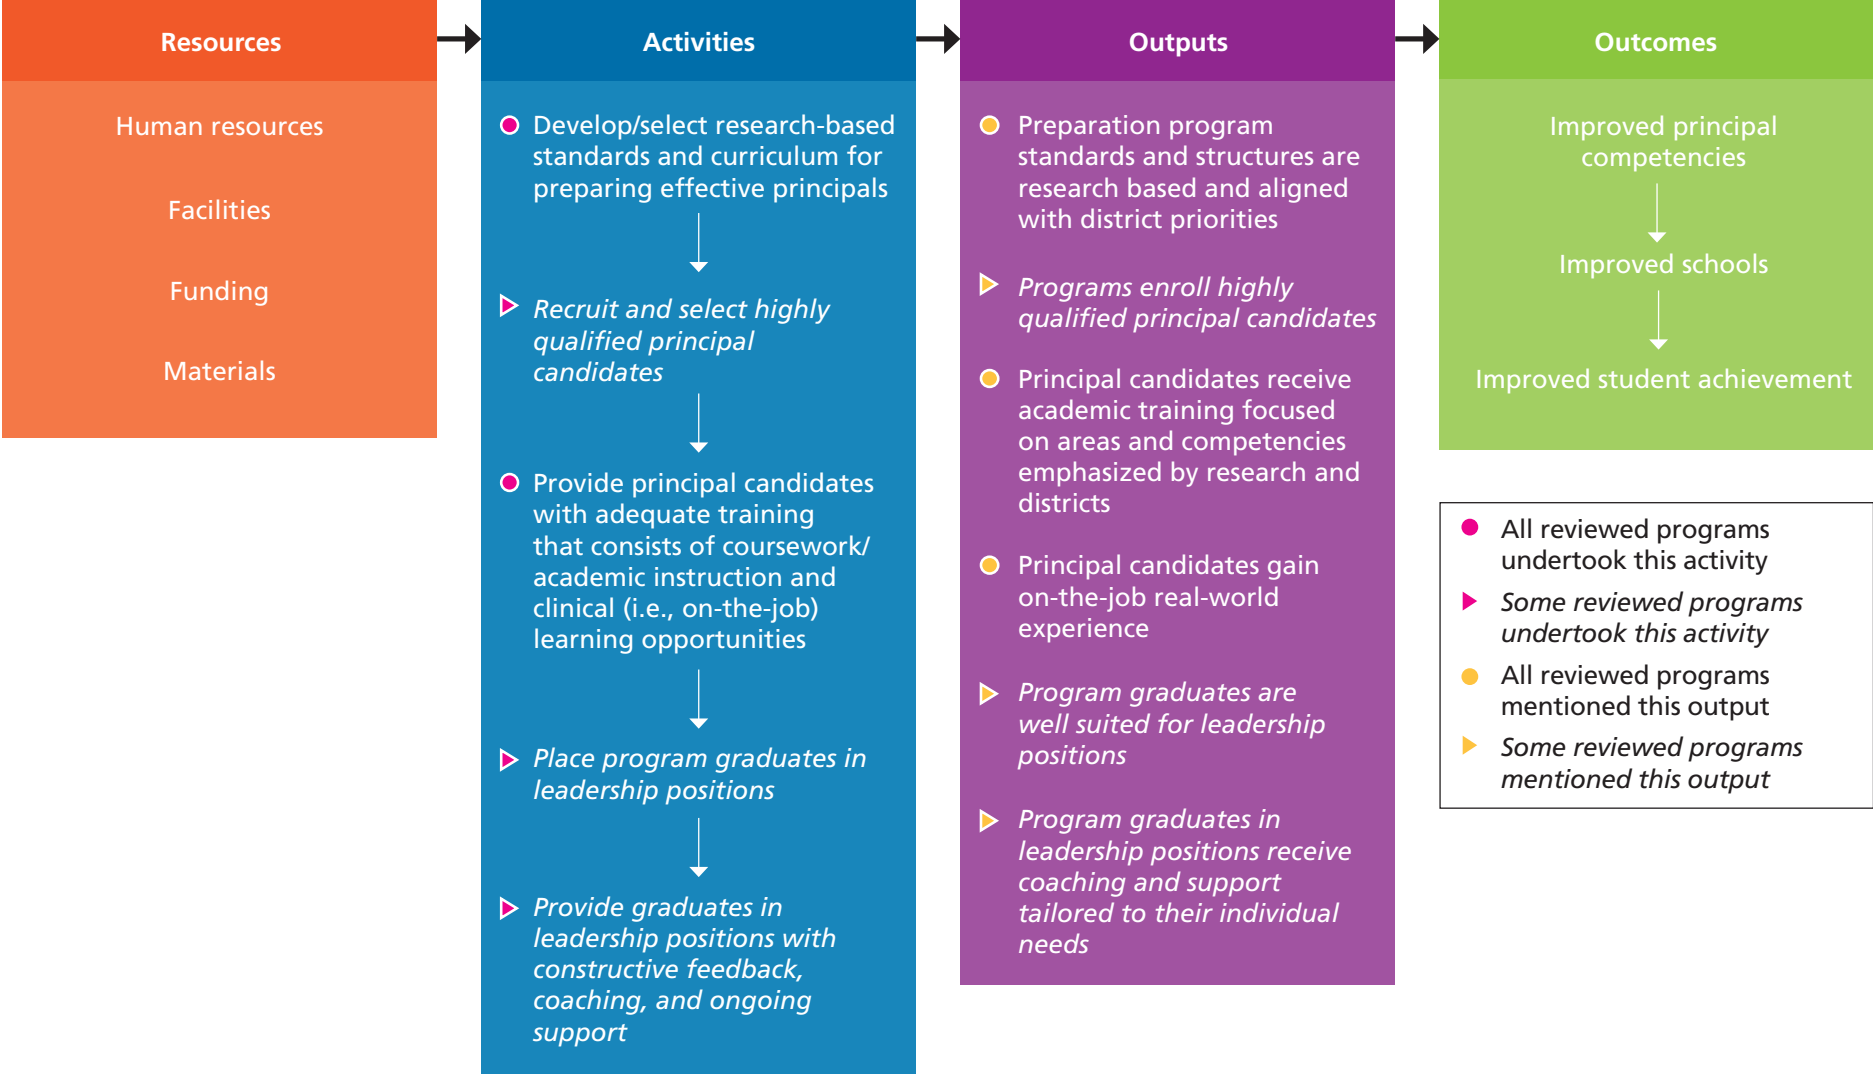 Resources
Human resources
Facilities
Funding
Materials
Activities
Develop/select research-based
standards and curriculum for
preparing effective principals
Recruit and select highly
qualified principal
candidates
Provide principal candidates
with adequate training
that consists of coursework/
academic instruction and
clinical (i.e., on-the-job)
learning opportunities
Place program graduates in
leadership positions
Provide graduates in
leadership positions with
constructive feedback,
coaching, and ongoing
support
Outputs
Preparation program
standards and structures are
research based and aligned
with district priorities
Programs enroll highly
qualified principal candidates
Principal candidates receive
academic training focused
on areas and competencies
emphasized by research and
districts
Principal candidates gain
on-the-job real-world
experience
Program graduates are
well suited for leadership
positions
Program graduates in
leadership positions receive
coaching and support
tailored to their individual
needs
Outcomes
Improved principal
competencies
Improved schools
Improved student achievement
All reviewed programs
undertook this activity
Some reviewed programs
undertook this activity
All reviewed programs
mentioned this output
Some reviewed programs
mentioned this output